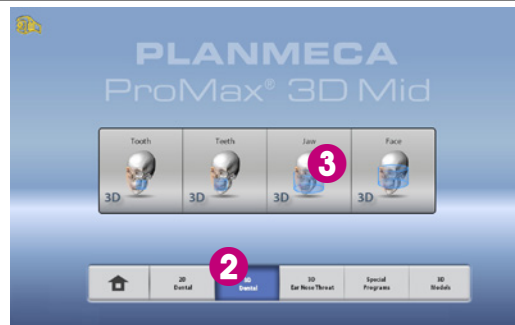 PLANMECA
ProMax® 3D Mid
Tooth Teeth Jaw Face
3
3D 3D 3D 3D
2
2D 3D 3D Special 3D
Dental Dental Ear Nose Throat Programs Models